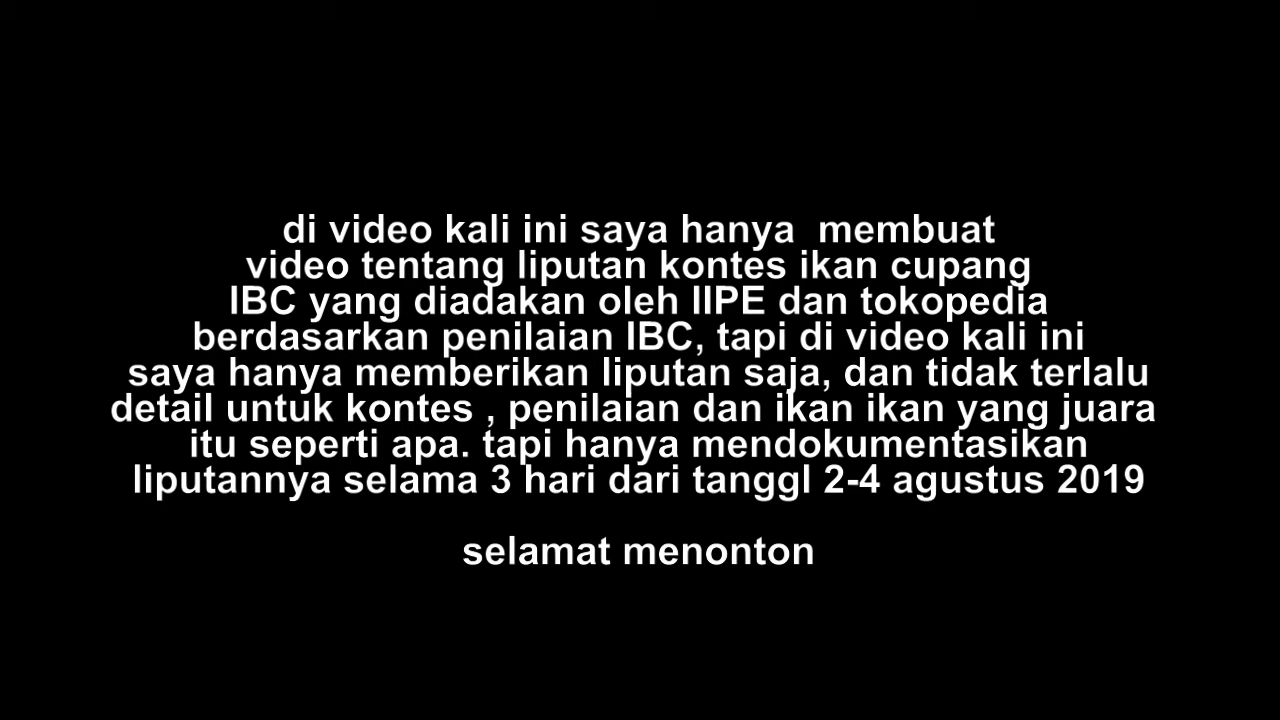 di video kali ini saya hanya  membuat
video tentang liputan kontes ikan cupang
IBC yang diadakan oleh IIPE dan tokopedia
berdasarkan penilaian IBC, tapi di video kali ini
saya hanya memberikan liputan saja, dan tidak terlalu
detail untuk kontes , penilaian dan ikan ikan yang juara
itu seperti apa. tapi hanya mendokumentasikan
liputannya selama 3 hari dari tanggl 2-4 agustus 2019
selamat menonton